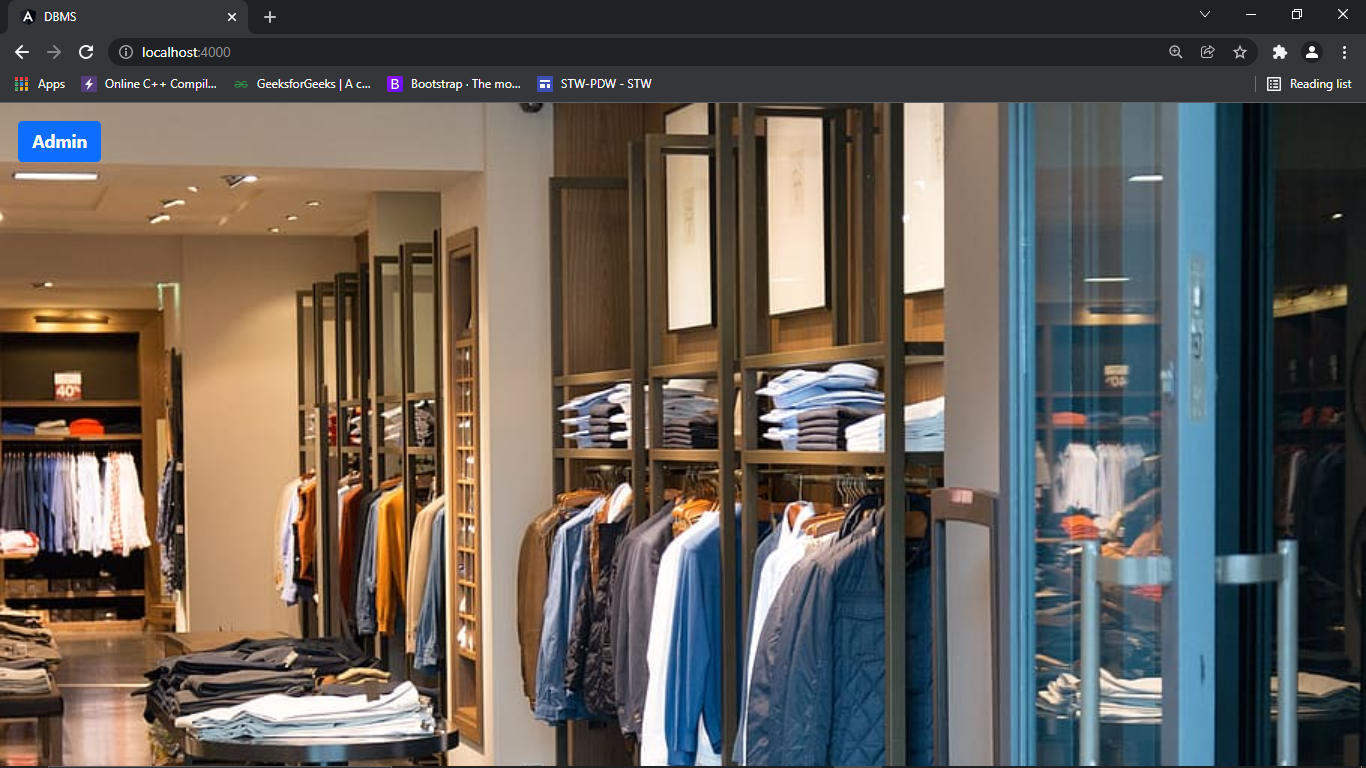 DBMS
localhost:4000
Apps Online C++ Compil... GeeksforGeeks | A c... Bootstrap · The mo... STW-PDW - STW Reading list
Admin
40%